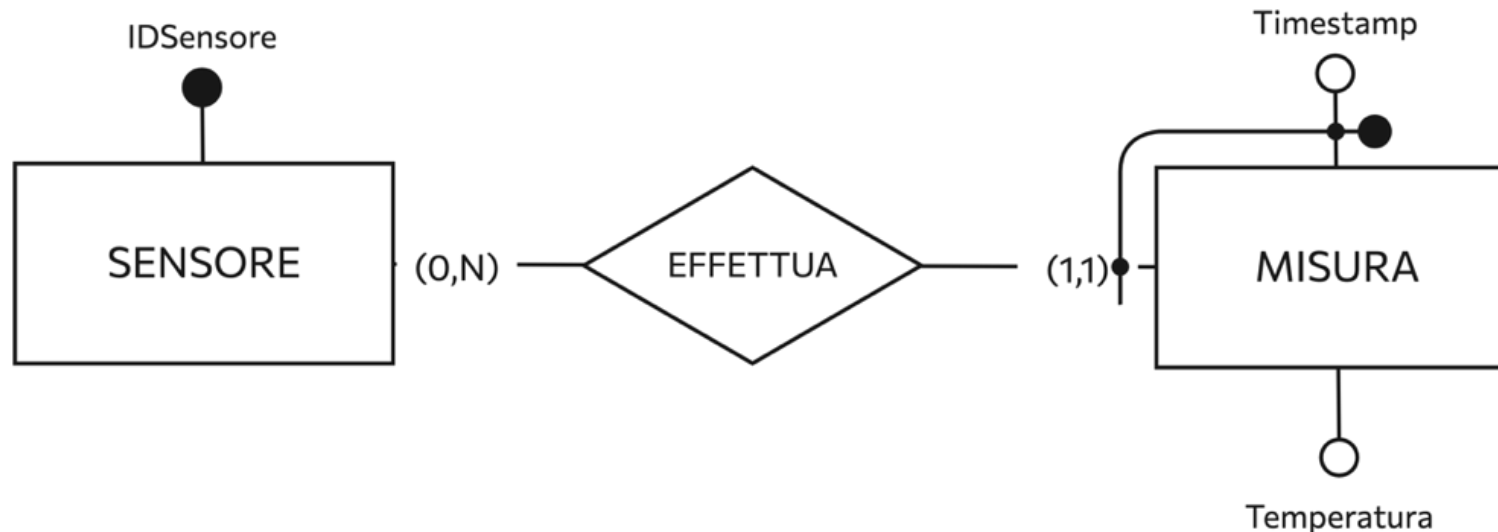 IDSensore
Timestamp
SENSORE
(0,N)
EFFETTUA
(1,1)
MISURA
Temperatura